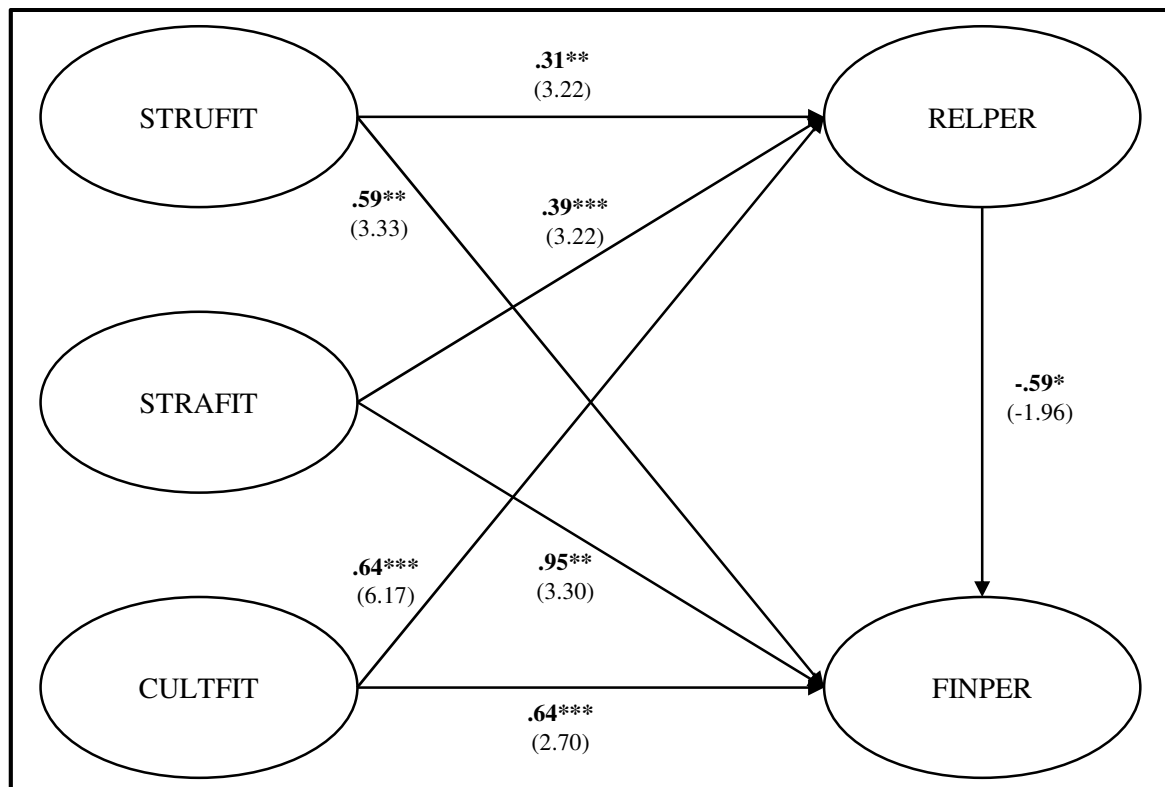 .31**
(3.22)
STRUFIT
RELPER
.59**
(3.33)
.39***
(3.22)
-.59*
(-1.96)
STRAFIT
.64***
(6.17)
.95**
(3.30)
CULTFIT
FINPER
.64***
(2.70)